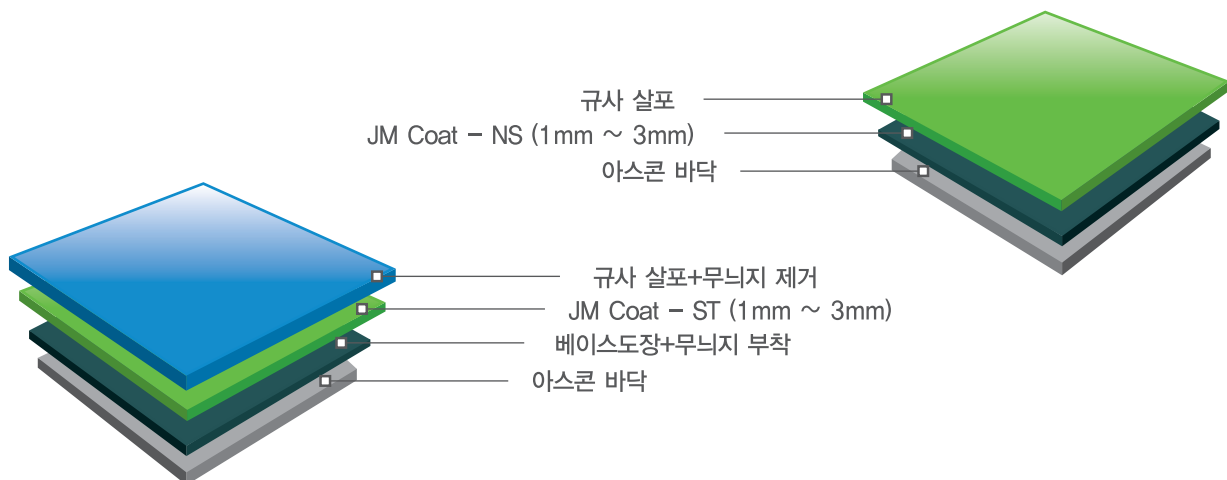 규사 살포
JM Coat – NS (1mm ~ 3mm)
아스콘 바닥
규사 살포+무늬지 제거
JM Coat – ST (1mm ~ 3mm)
베이스도장+무늬지 부착
아스콘 바닥